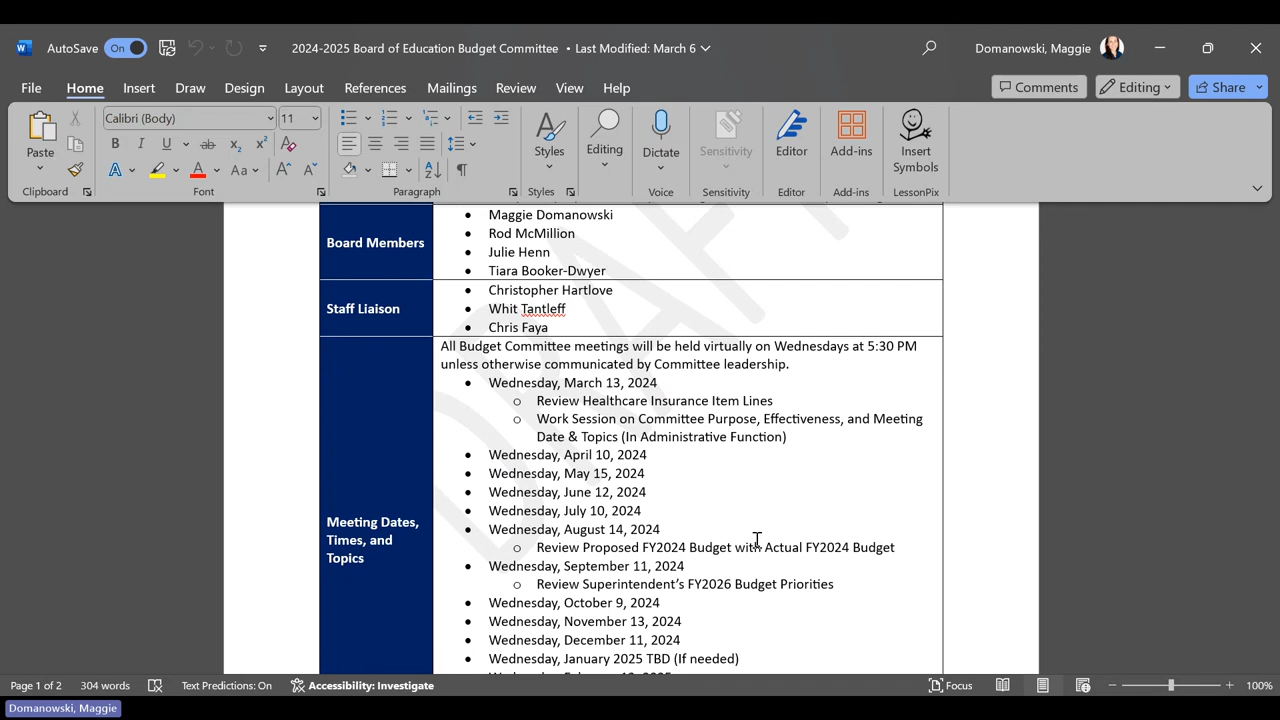 AutoSave On 2024-2025 Board of Education Budget Committee • Last Modified: March 6 Domanowski, Maggie
File Home Insert Draw Design Layout References Mailings Review View Help Comments Editing Share
Calibri (Body) 11
Paste Styles Editing Dictate Sensitivity Editor Add-ins Insert Symbols
Clipboard Font Paragraph Styles Voice Sensitivity Editor Add-ins LessonPix
DRAFT
Board Members
• Maggie Domanowski
• Rod McMillion
• Julie Henn
• Tiara Booker-Dwyer
Staff Liaison
• Christopher Hartlove
• Whit Tantleff
• Chris Faya
Meeting Dates,
Times, and
Topics
All Budget Committee meetings will be held virtually on Wednesdays at 5:30 PM
unless otherwise communicated by Committee leadership.
• Wednesday, March 13, 2024
o Review Healthcare Insurance Item Lines
o Work Session on Committee Purpose, Effectiveness, and Meeting
Date & Topics (In Administrative Function)
• Wednesday, April 10, 2024
• Wednesday, May 15, 2024
• Wednesday, June 12, 2024
• Wednesday, July 10, 2024
• Wednesday, August 14, 2024
o Review Proposed FY2024 Budget with Actual FY2024 Budget
• Wednesday, September 11, 2024
o Review Superintendent's FY2026 Budget Priorities
• Wednesday, October 9, 2024
• Wednesday, November 13, 2024
• Wednesday, December 11, 2024
• Wednesday, January 2025 TBD (If needed)
Page 1 of 2 304 words Text Predictions: On Accessibility: Investigate Focus 100%
Domanowski, Maggie